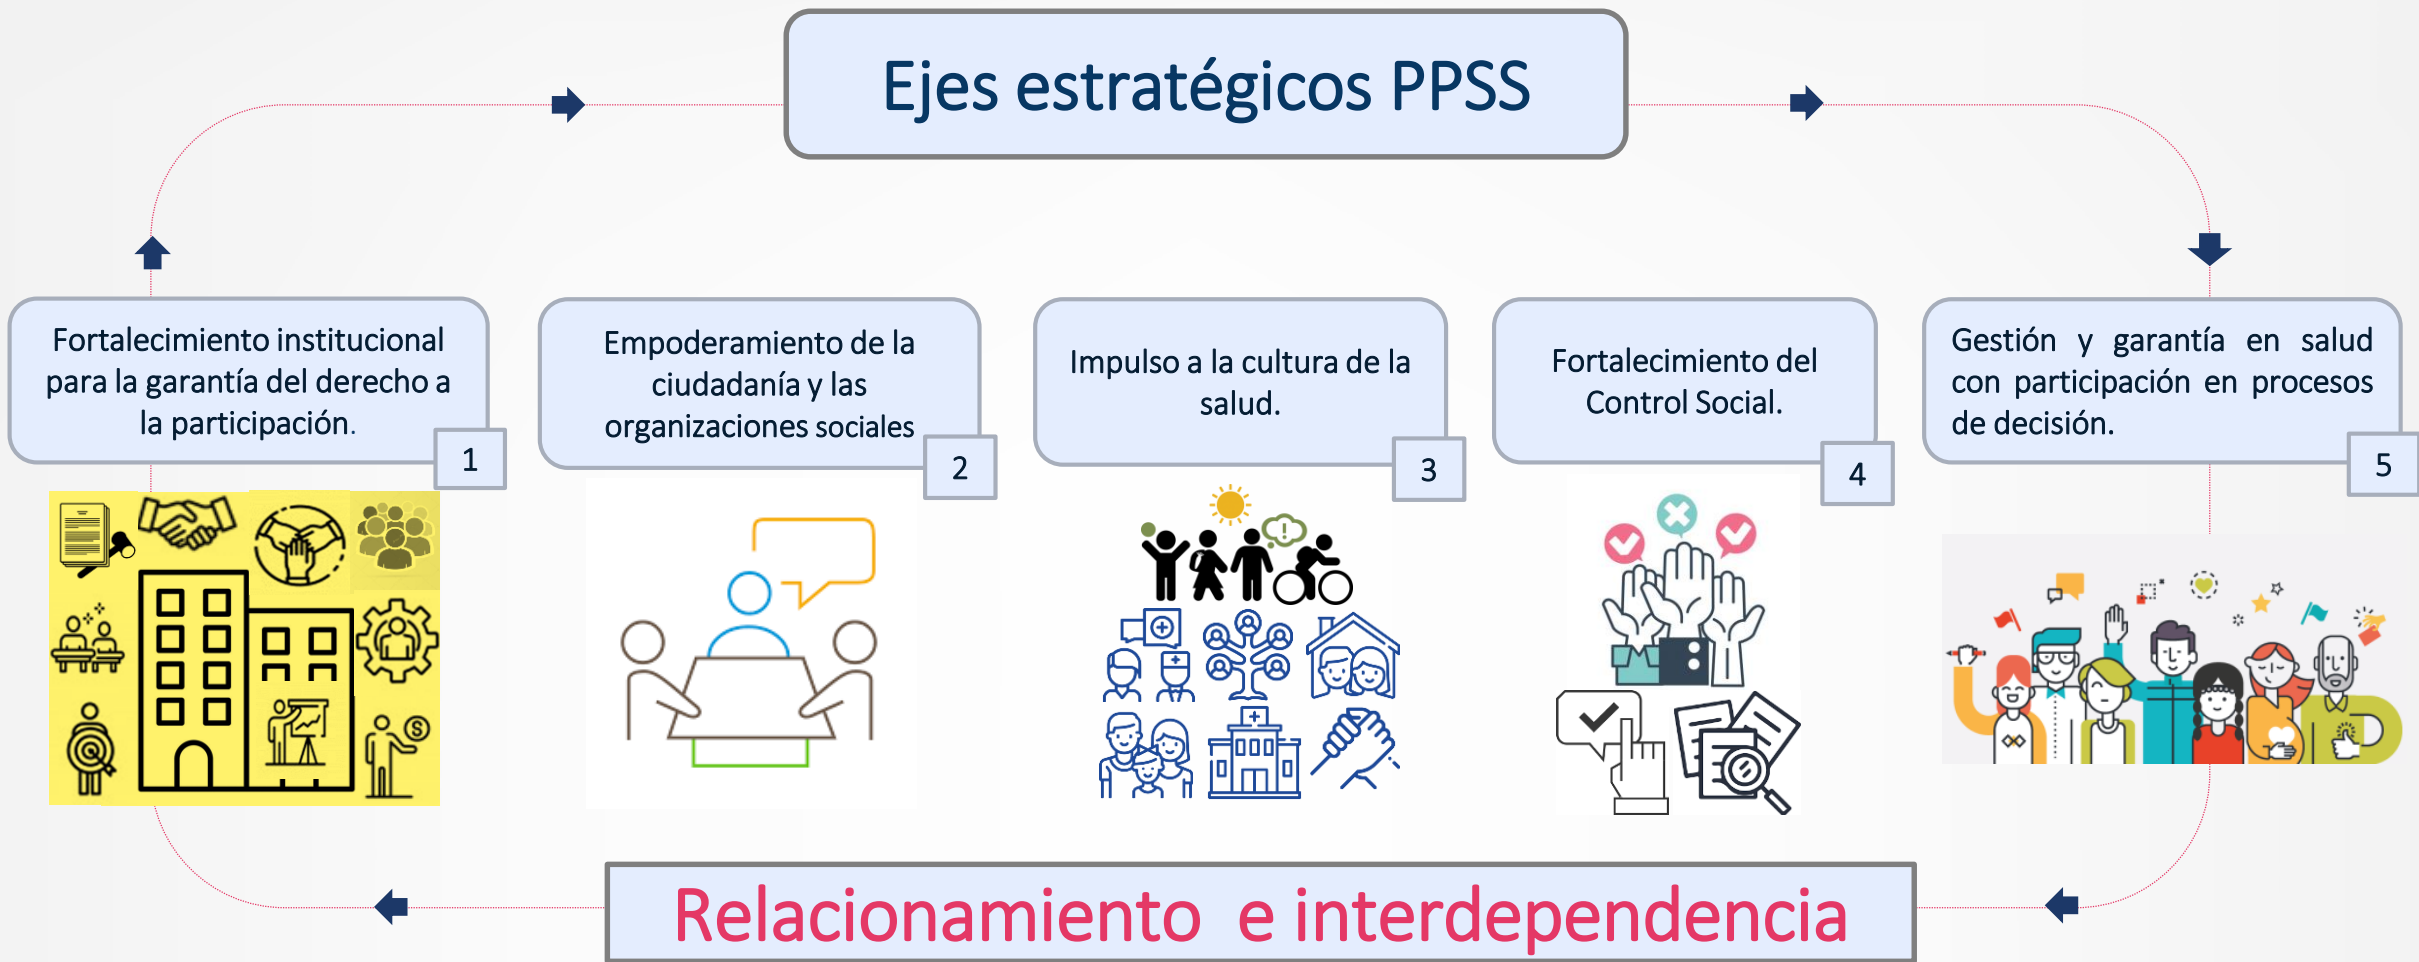 Ejes estratégicos PPSS
Fortalecimiento institucional
para la garantía del derecho a
la participación.
1
Empoderamiento de la
ciudadanía y las
organizaciones sociales
2
Impulso a la cultura de la
salud.
3
Fortalecimiento del
Control Social.
4
Gestión y garantía en salud
con participación en procesos
de decisión.
5
Relacionamiento e interdependencia